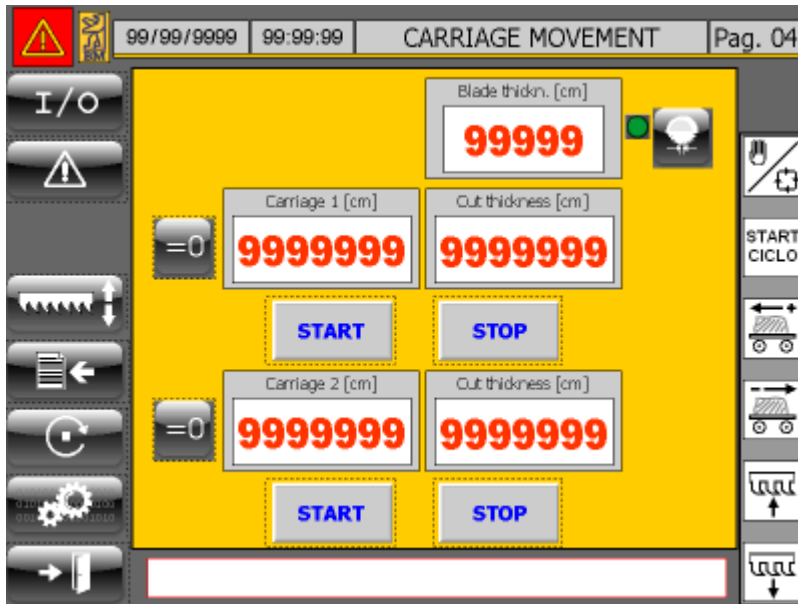 99/99/9999 99:99:99 CARRIAGE MOVEMENT Pag. 04
I/O
Blade thickn. [cm]
99999
START
CICLO
Carriage 1 [cm] Cut thickness [cm]
=0 9999999 9999999
START STOP
Carriage 2 [cm] Cut thickness [cm]
=0 9999999 9999999
START STOP